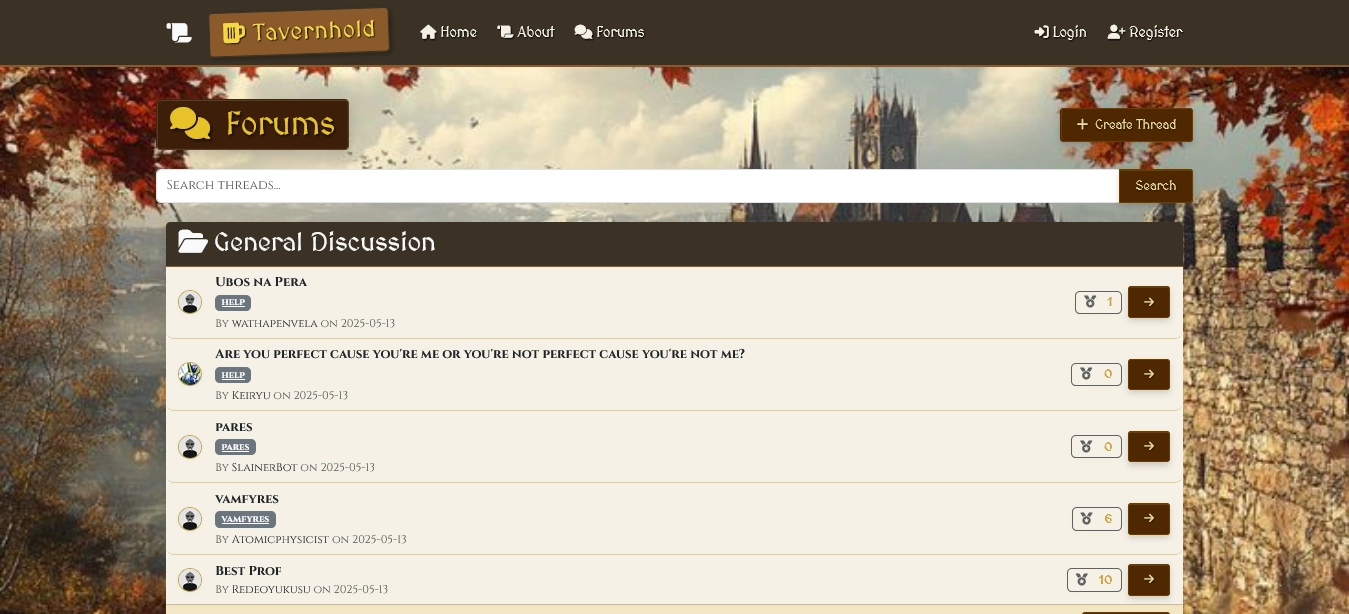 Tavernhold
Home
About
Forums
Login
Register
Forums
Create Thread
Search threads...
Search
General Discussion
Ubos na Pera
help
By wathapenvela on 2025-05-13
1
Are you perfect cause you're me or you're not perfect cause you're not me?
help
By Keiryu on 2025-05-13
0
pares
pares
By SlainerBot on 2025-05-13
0
vamfyres
vamfyres
By Atomicphysicist on 2025-05-13
6
Best Prof
By Redeoyukusu on 2025-05-13
10